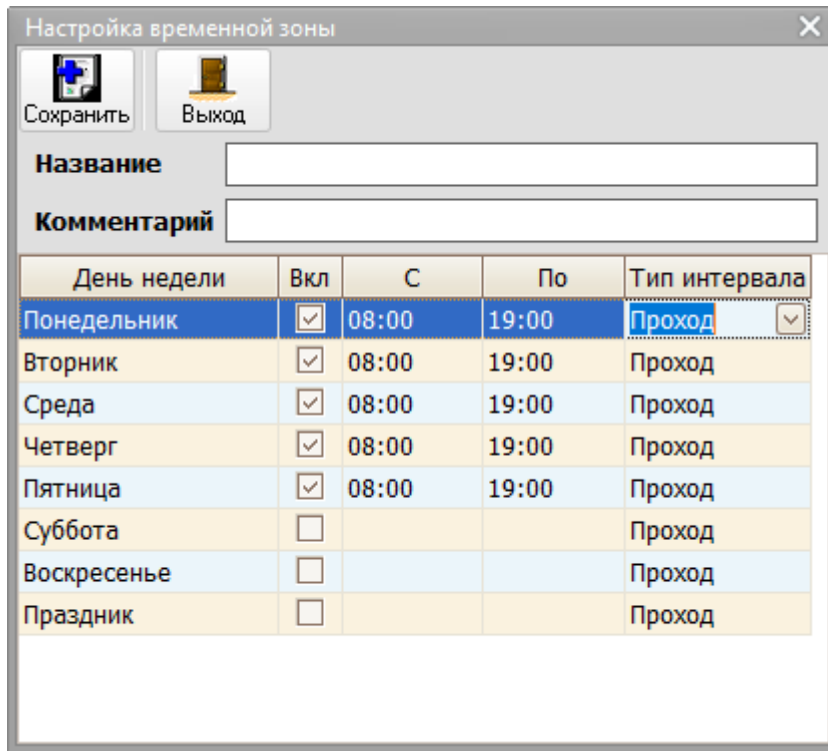 Настройка временной зоны
Сохранить Выход
Название
Комментарий
День недели Вкл С По Тип интервала
Понедельник 08:00 19:00 Проход
Вторник 08:00 19:00 Проход
Среда 08:00 19:00 Проход
Четверг 08:00 19:00 Проход
Пятница 08:00 19:00 Проход
Суббота Проход
Воскресенье Проход
Праздник Проход